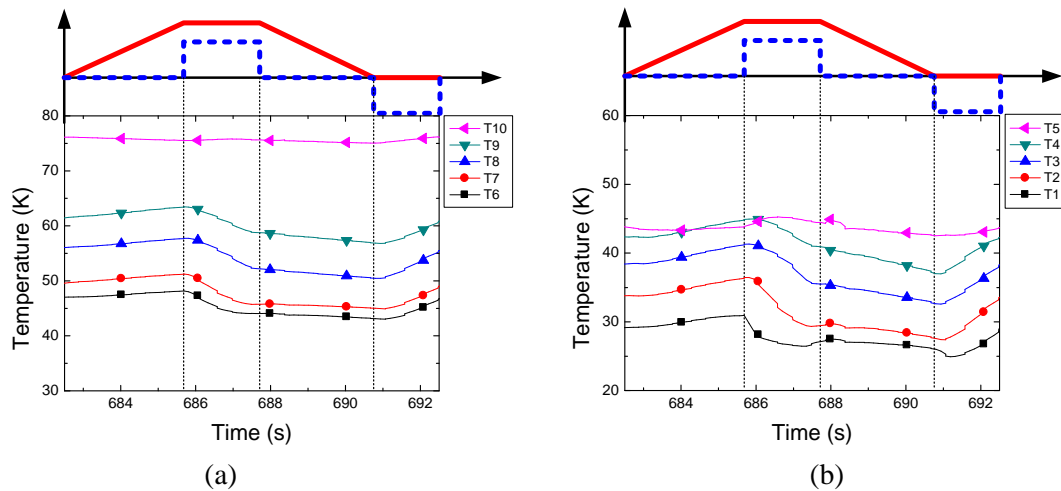 80
70
60
50
40
30
684 686 688 690 692
Temperature (K)
Time (s)
T10
T9
T8
T7
T6
(a)
60
50
40
30
20
684 686 688 690 692
Temperature (K)
Time (s)
T5
T4
T3
T2
T1
(b)